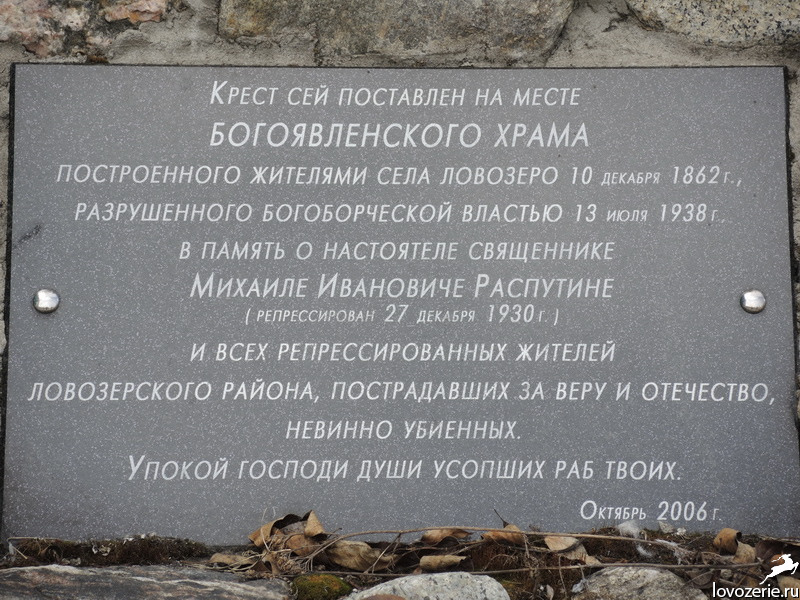 Крест сей поставлен на месте
БОГОЯВЛЕНСКОГО ХРАМА
построенного жителями села Ловозеро 10 декабря 1862 г.,
разрушенного богоборческой властью 13 июля 1938 г.
в память о настоятеле священнике
Михаиле Ивановиче Распутине
( репрессирован 27 декабря 1930 г. )
и всех репрессированных жителей
Ловозерского района, пострадавших за веру и отечество,
невинно убиенных.
Упокой господи души усопших раб твоих.
Октябрь 2006 г.
lovozerie.ru